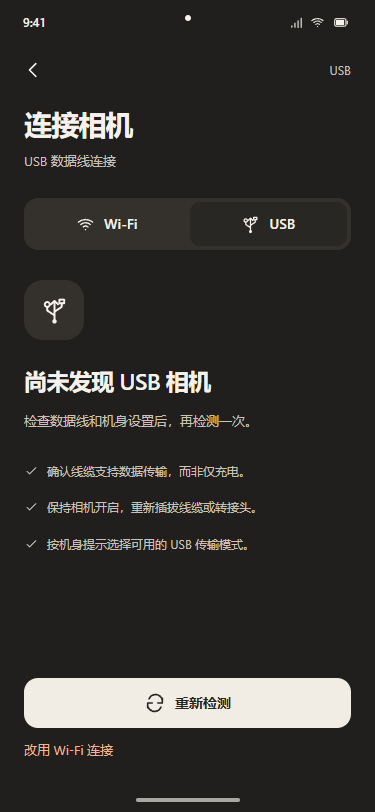 9:41
USB
连接相机
USB 数据线连接
Wi-Fi
USB
尚未发现 USB 相机
检查数据线和机身设置后，再检测一次。
确认线缆支持数据传输，而非仅充电。
保持相机开启，重新插拔线缆或转接头。
按机身提示选择可用的 USB 传输模式。
重新检测
改用 Wi-Fi 连接